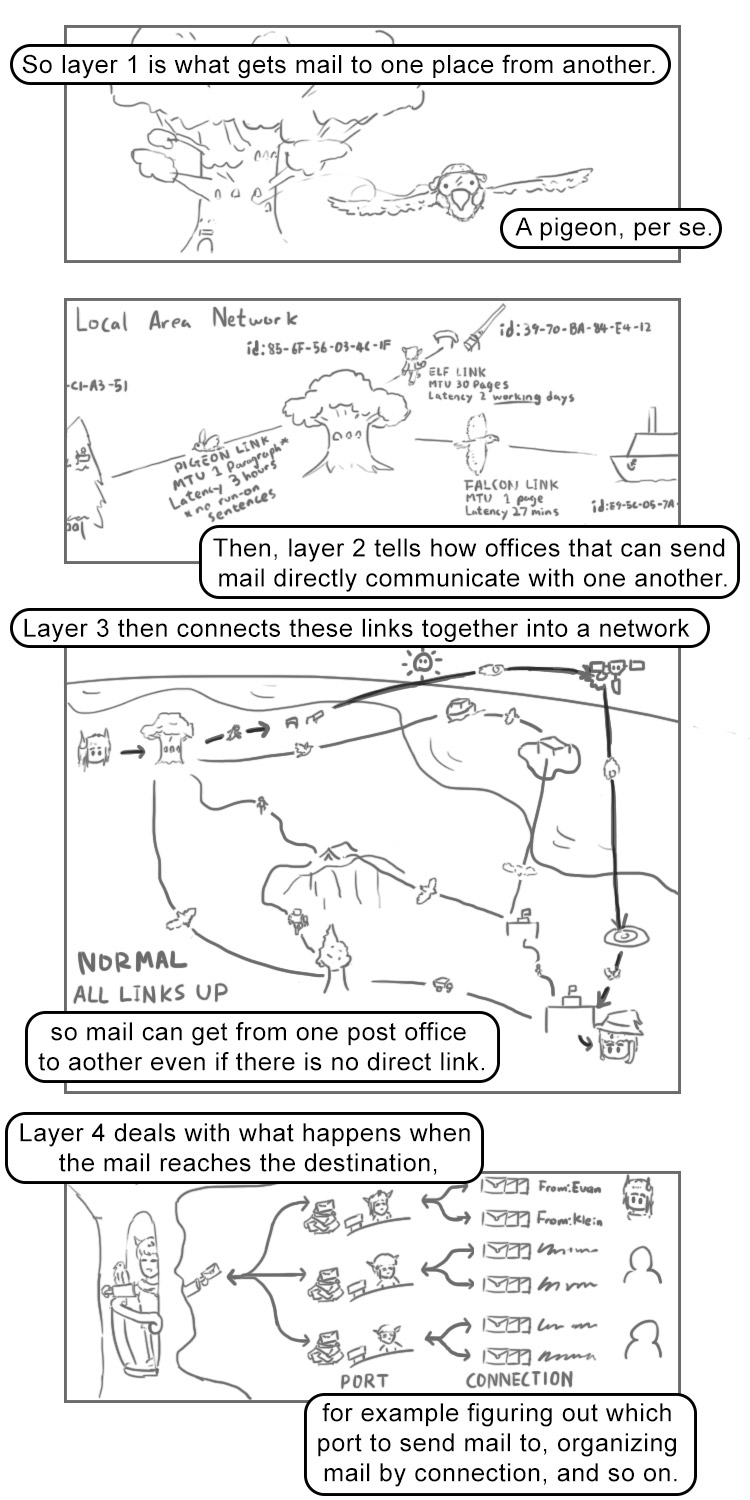 So layer 1 is what gets mail to one place from another.
A pigeon, per se.
Local Area Network
id:39-70-BA-84-E4-12
id:85-6F-56-03-4C-1F
-C1-A3-51
ELF LINK
MTU 30 Pages
Latency 2 working days
PIGEON LINK
MTU 1 Paragraph*
Latency 3 hours
*no run-on
sentences
FALCON LINK
MTU 1 page
Latency 27 mins
id:E9-5C-05-7A-
Then, layer 2 tells how offices that can send
mail directly communicate with one another.
Layer 3 then connects these links together into a network
NORMAL
ALL LINKS UP
so mail can get from one post office
to aother even if there is no direct link.
Layer 4 deals with what happens when
the mail reaches the destination,
From:Evan
From:Klein
PORT
CONNECTION
for example figuring out which
port to send mail to, organizing
mail by connection, and so on.